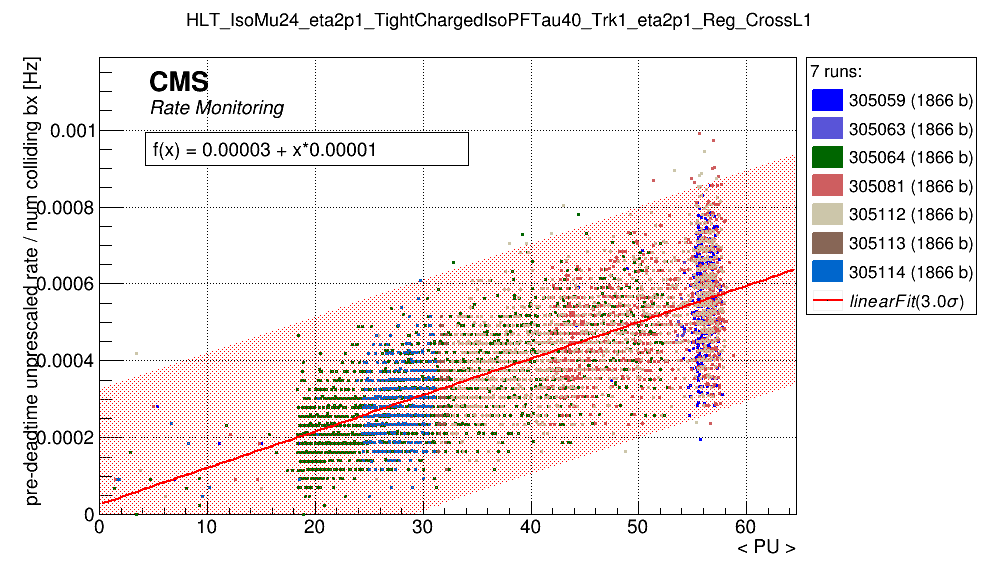 HLT_IsoMu24_eta2p1_TightChargedIsoPFTau40_Trk1_eta2p1_Reg_CrossL1
CMS
Rate Monitoring
f(x) = 0.00003 + x*0.00001
pre-deadtime unprescaled rate / num colliding bx [Hz]
0.001
0.0008
0.0006
0.0004
0.0002
0
0 10 20 30 40 50 60
< PU >
7 runs:
305059 (1866 b)
305063 (1866 b)
305064 (1866 b)
305081 (1866 b)
305112 (1866 b)
305113 (1866 b)
305114 (1866 b)
linearFit(3.0σ)